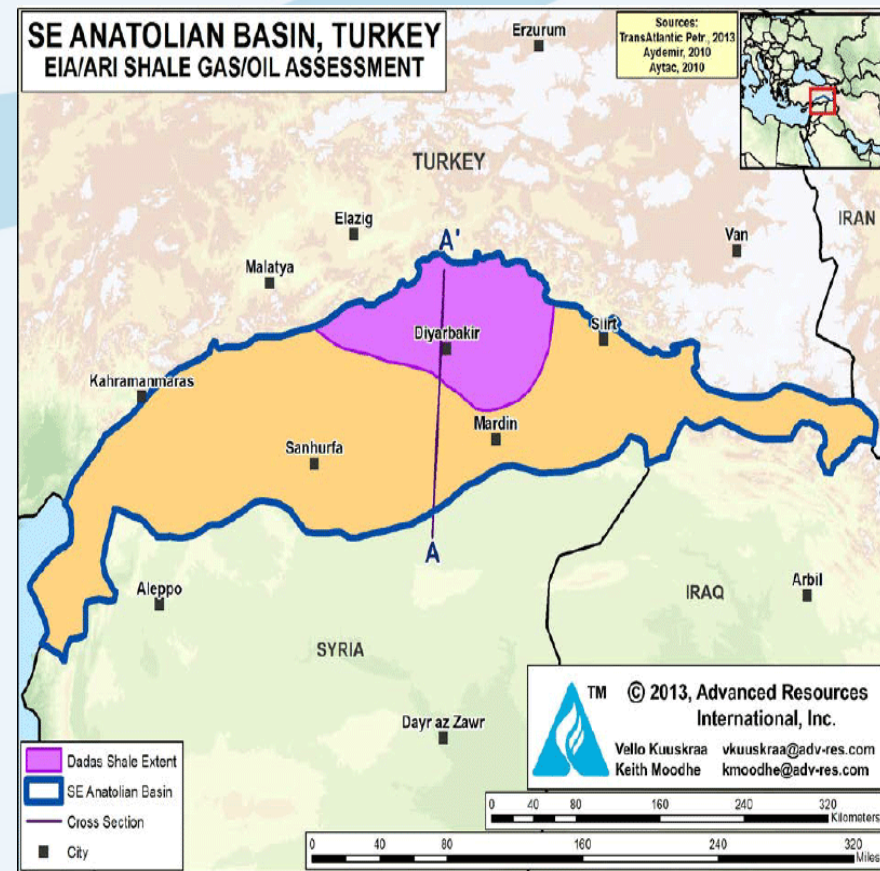 SE ANATOLIAN BASIN, TURKEY
EIA/ARI SHALE GAS/OIL ASSESSMENT
Sources:
TransAtlantic Petr., 2013
Aydemir, 2010
Aytac, 2010
Erzurum
TURKEY
IRAN
Elazig
Van
A'
Malatya
Diyarbakir
Siirt
Kahramanmaras
Mardin
Sanhurfa
A
Aleppo
Arbil
IRAQ
SYRIA
Dayr az Zawr
TM
© 2013, Advanced Resources
International, Inc.
Vello Kuuskraa vkuuskraa@adv-res.com
Keith Moodhe kmoodhe@adv-res.com
Dadas Shale Extent
SE Anatolian Basin
Cross Section
City
0 40 80 160 240 320
Kilometers
0 40 80 160 240 320
Miles